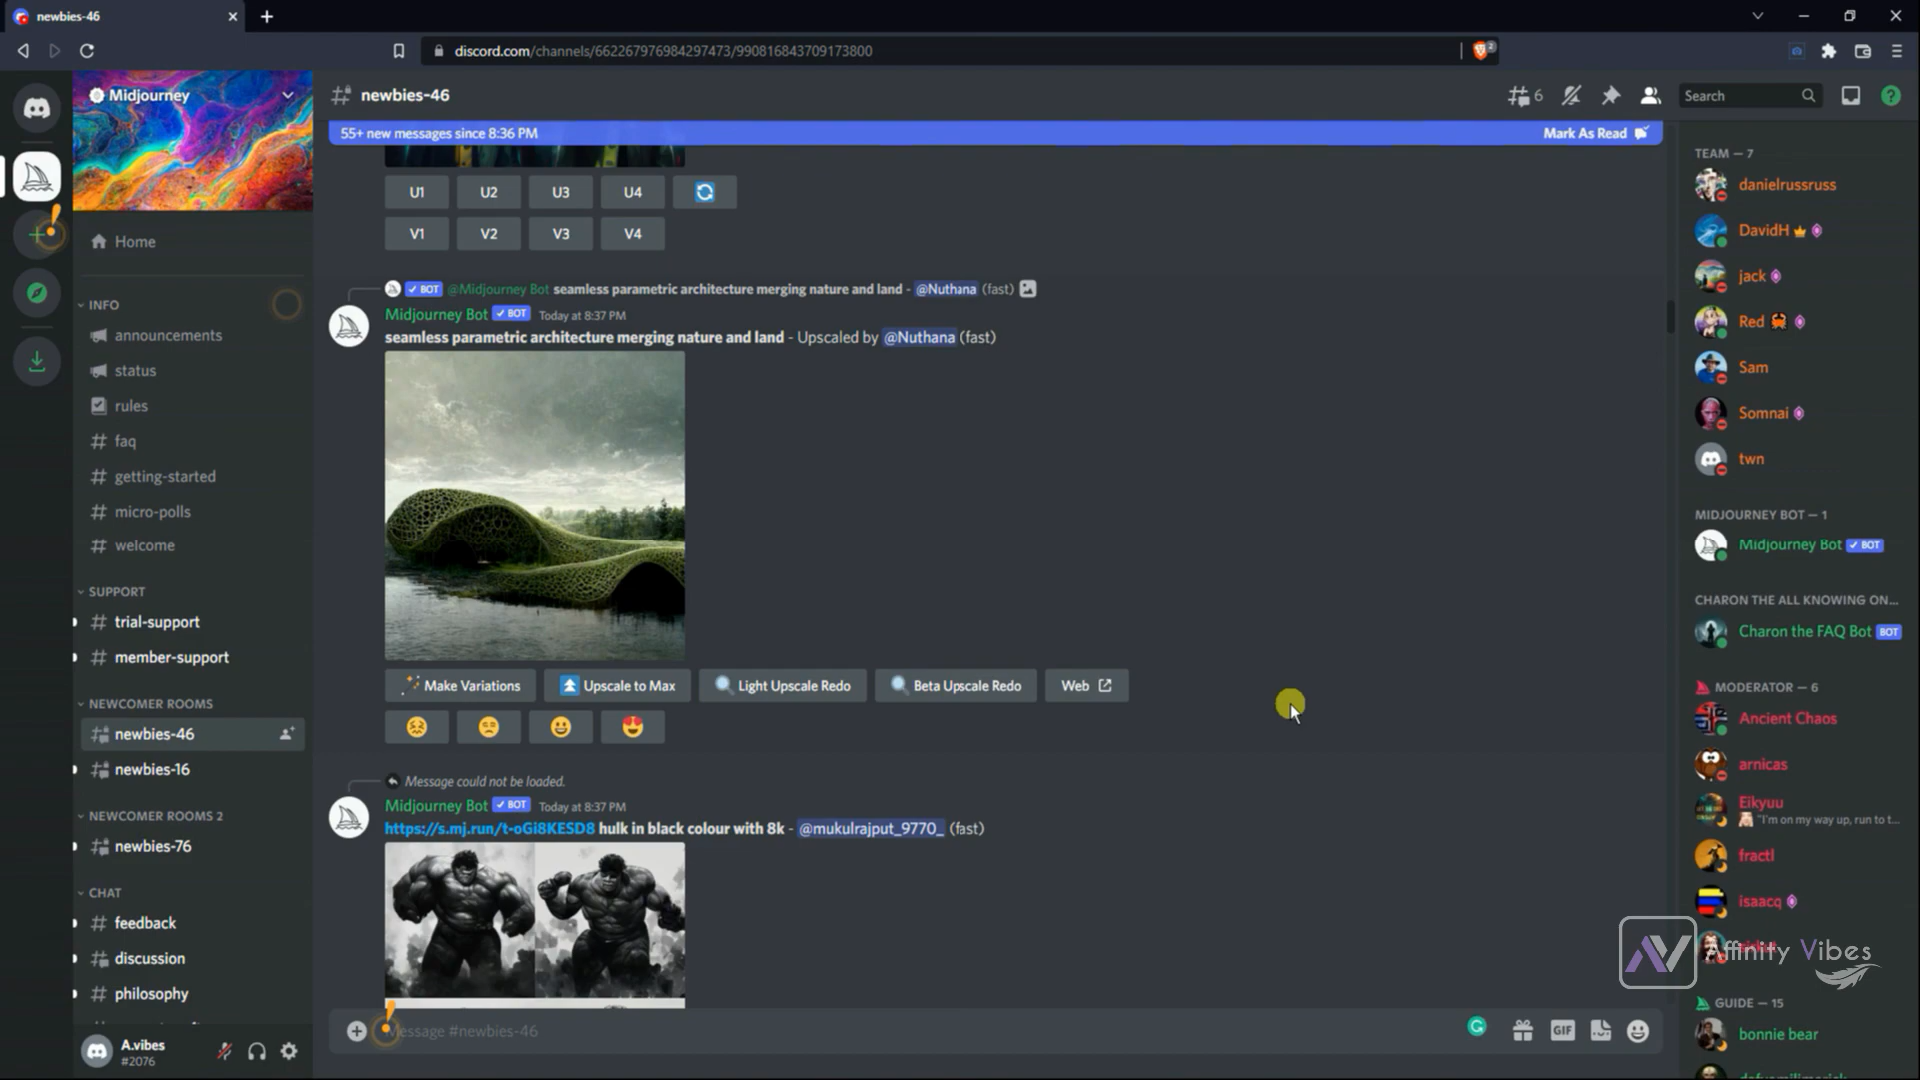 newbies-46
discord.com/channels/662267976984297473/990816843709173800
2
Midjourney
newbies-46
6
Search
55+ new messages since 8:36 PM
Mark As Read
Home
INFO
announcements
status
rules
faq
getting-started
micro-polls
welcome
SUPPORT
trial-support
member-support
NEWCOMER ROOMS
newbies-46
newbies-16
NEWCOMER ROOMS 2
newbies-76
CHAT
feedback
discussion
philosophy
A.vibes
#2076
U1 U2 U3 U4
V1 V2 V3 V4
BOT @Midjourney Bot seamless parametric architecture merging nature and land - @Nuthana (fast)
Midjourney Bot BOT Today at 8:37 PM
seamless parametric architecture merging nature and land - Upscaled by @Nuthana (fast)
Make Variations Upscale to Max Light Upscale Redo Beta Upscale Redo Web
Message could not be loaded.
Midjourney Bot BOT Today at 8:37 PM
https://s.mj.run/t-oGi8KESD8 hulk in black colour with 8k - @mukulrajput_9770_ (fast)
Message #newbies-46
GIF
TEAM — 7
danielrussruss
DavidH
jack
Red
Sam
Somnai
twn
MIDJOURNEY BOT — 1
Midjourney Bot BOT
CHARON THE ALL KNOWING ON...
Charon the FAQ Bot BOT
MODERATOR — 6
Ancient Chaos
arnicas
Eikyuu
"I'm on my way up, run to t...
fractl
isaacq
Affinity Vibes
GUIDE — 15
bonnie bear